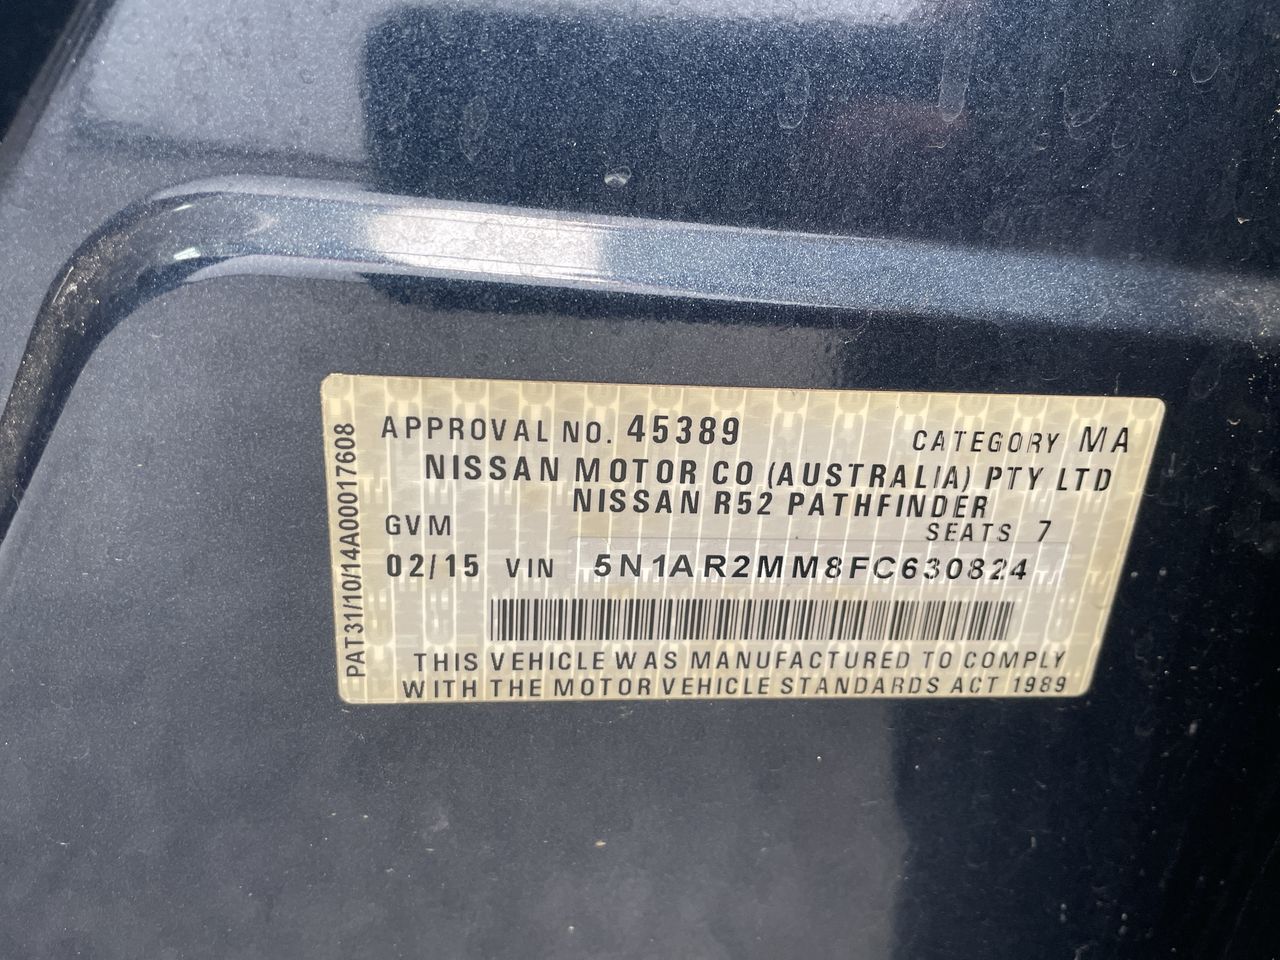 APPROVAL NO. 45389 CATEGORY MA
NISSAN MOTOR CO (AUSTRALIA) PTY LTD
NISSAN R52 PATHFINDER
GVM SEATS 7
02/15 VIN 5N1AR2MM8FC630824
THIS VEHICLE WAS MANUFACTURED TO COMPLY
WITH THE MOTOR VEHICLE STANDARDS ACT 1989
PAT31/10/14A00017608